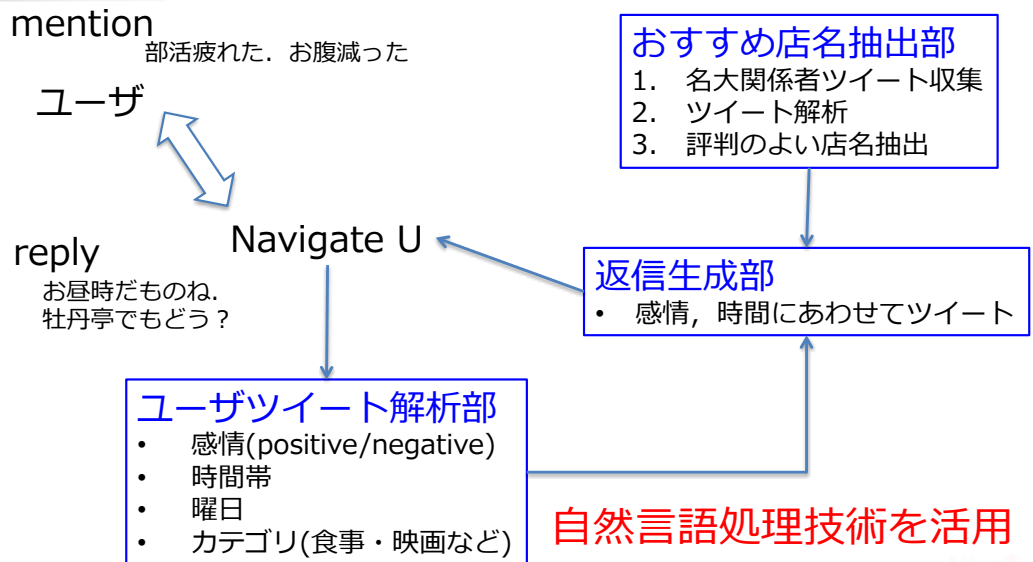 mention
部活疲れた．お腹減った
ユーザ
おすすめ店名抽出部
1. 名大関係者ツイート収集
2. ツイート解析
3. 評判のよい店名抽出
Navigate U
reply
お昼時だものね．
牡丹亭でもどう？
返信生成部
• 感情，時間にあわせてツイート
ユーザツイート解析部
• 感情(positive/negative)
• 時間帯
• 曜日
• カテゴリ(食事・映画など)
自然言語処理技術を活用